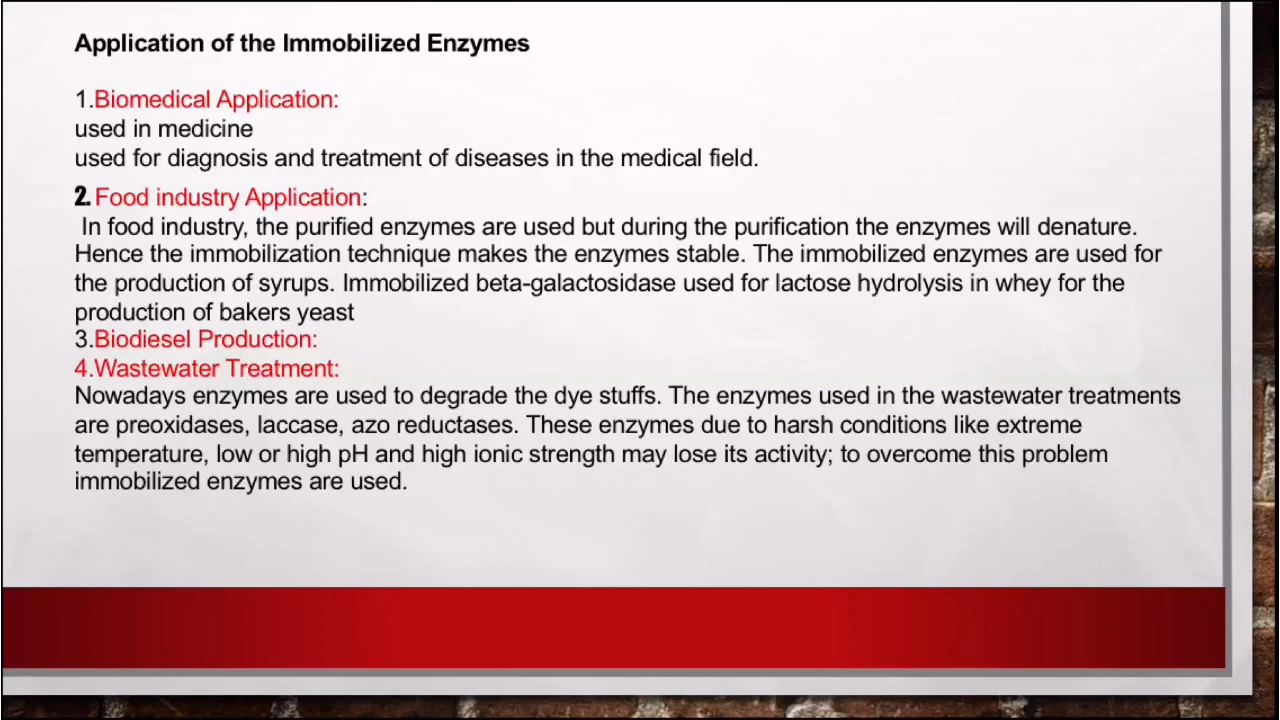 Application of the Immobilized Enzymes
1.Biomedical Application:
used in medicine
used for diagnosis and treatment of diseases in the medical field.
2. Food industry Application:
In food industry, the purified enzymes are used but during the purification the enzymes will denature.
Hence the immobilization technique makes the enzymes stable. The immobilized enzymes are used for
the production of syrups. Immobilized beta-galactosidase used for lactose hydrolysis in whey for the
production of bakers yeast
3.Biodiesel Production:
4.Wastewater Treatment:
Nowadays enzymes are used to degrade the dye stuffs. The enzymes used in the wastewater treatments
are preoxidases, laccase, azo reductases. These enzymes due to harsh conditions like extreme
temperature, low or high pH and high ionic strength may lose its activity; to overcome this problem
immobilized enzymes are used.